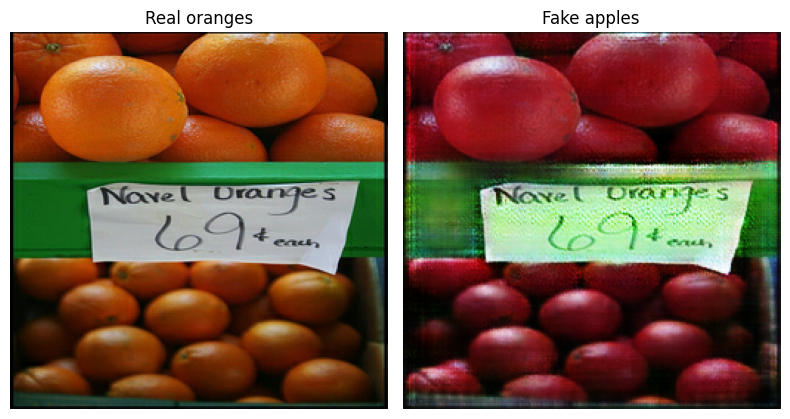 Real oranges
Fake apples
Navel Oranges
69¢ each
Navel Oranges
69¢ each